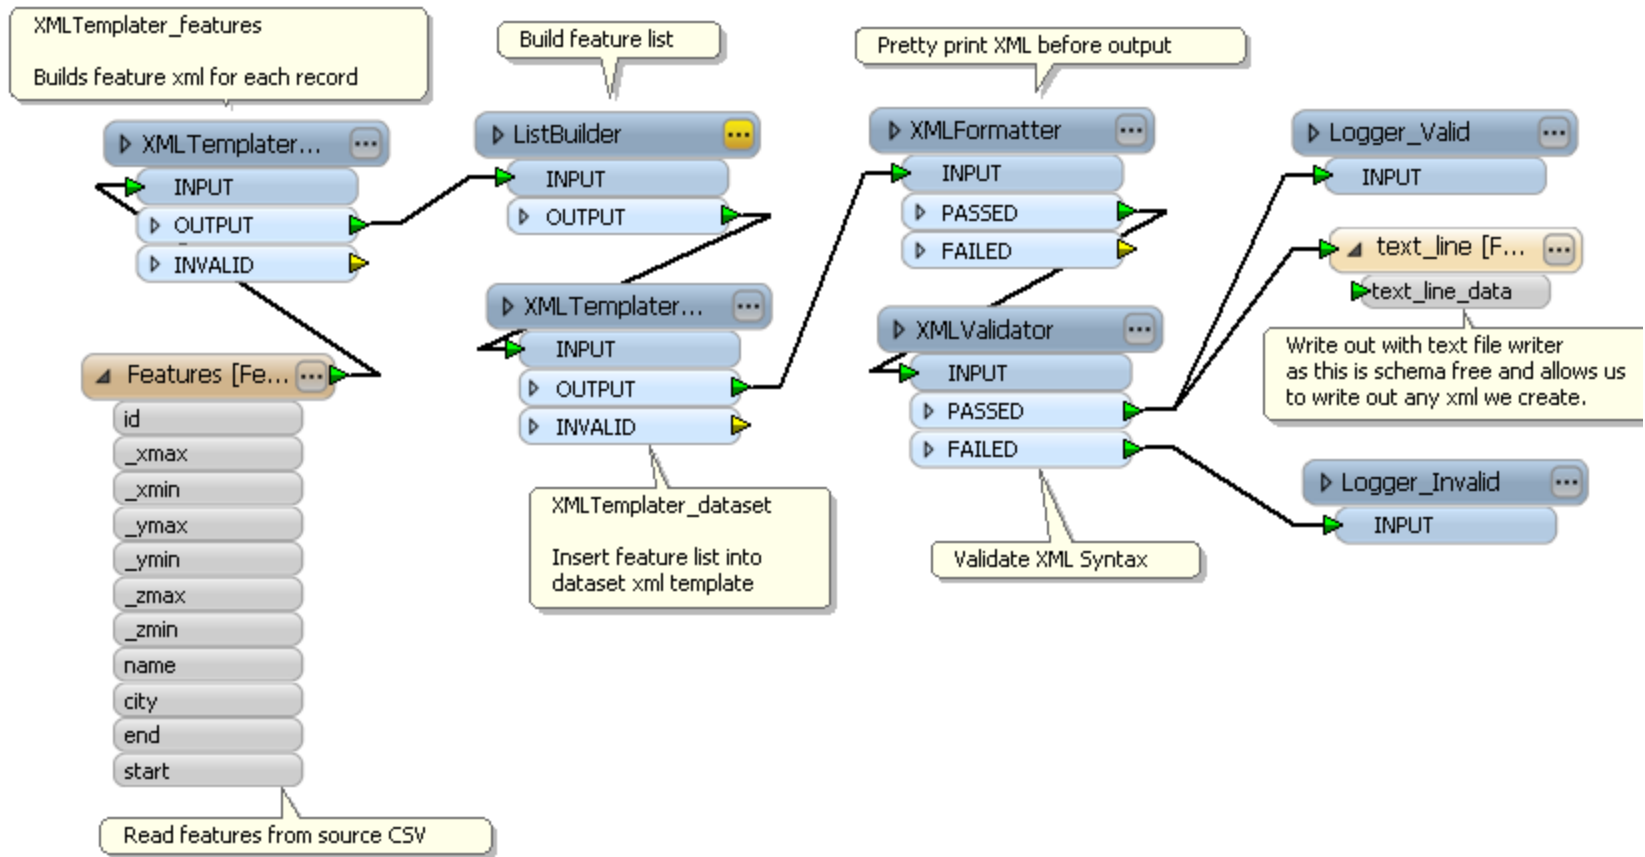 XMLTemplater_features
Builds feature xml for each record
XMLTemplater...
INPUT
OUTPUT
INVALID
Features [Fe...
id
_xmax
_xmin
_ymax
_ymin
_zmax
_zmin
name
city
end
start
Read features from source CSV
Build feature list
ListBuilder
INPUT
OUTPUT
XMLTemplater...
INPUT
OUTPUT
INVALID
XMLTemplater_dataset
Insert feature list into
dataset xml template
Pretty print XML before output
XMLFormatter
INPUT
PASSED
FAILED
XMLValidator
INPUT
PASSED
FAILED
Validate XML Syntax
Logger_Valid
INPUT
text_line [F...
text_line_data
Write out with text file writer
as this is schema free and allows us
to write out any xml we create.
Logger_Invalid
INPUT